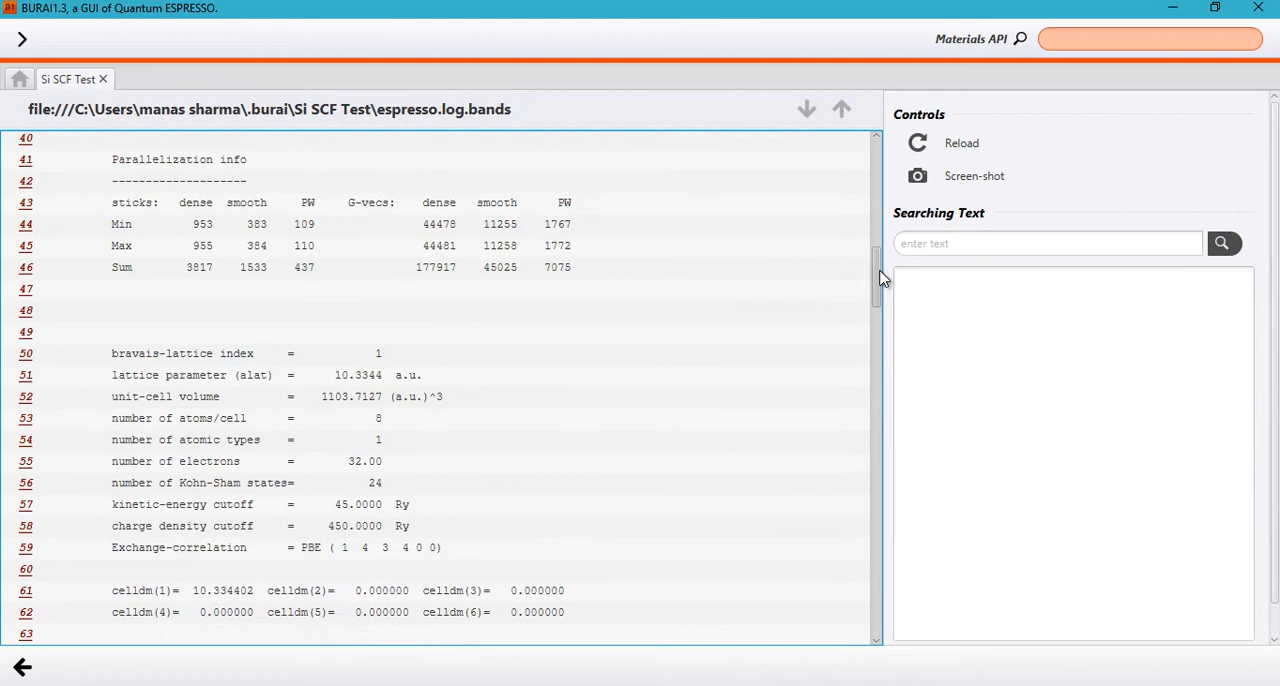 B1 BURAI1.3, a GUI of Quantum ESPRESSO.
Materials API
Si SCF Test
file:///C:\Users\manas sharma\.burai\Si SCF Test\espresso.log.bands
40
41 Parallelization info
42 --------------------
43 sticks: dense smooth PW G-vecs: dense smooth PW
44 Min 953 383 109 44478 11255 1767
45 Max 955 384 110 44481 11258 1772
46 Sum 3817 1533 437 177917 45025 7075
47
48
49
50 bravais-lattice index = 1
51 lattice parameter (alat) = 10.3344 a.u.
52 unit-cell volume = 1103.7127 (a.u.)^3
53 number of atoms/cell = 8
54 number of atomic types = 1
55 number of electrons = 32.00
56 number of Kohn-Sham states= 24
57 kinetic-energy cutoff = 45.0000 Ry
58 charge density cutoff = 450.0000 Ry
59 Exchange-correlation = PBE ( 1 4 3 4 0 0)
60
61 celldm(1)= 10.334402 celldm(2)= 0.000000 celldm(3)= 0.000000
62 celldm(4)= 0.000000 celldm(5)= 0.000000 celldm(6)= 0.000000
63
Controls
Reload
Screen-shot
Searching Text
enter text